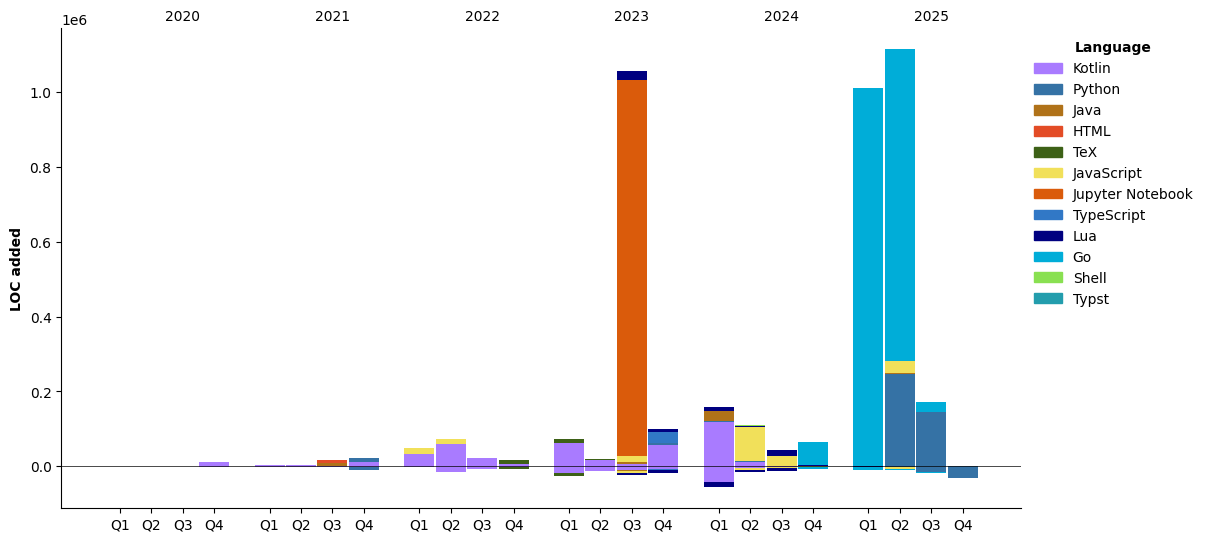 2020 2021 2022 2023 2024 2025
1e6
Language
Kotlin
Python
Java
HTML
TeX
JavaScript
Jupyter Notebook
TypeScript
Lua
Go
Shell
Typst
LOC added
1.0
0.8
0.6
0.4
0.2
0.0
Q1 Q2 Q3 Q4 Q1 Q2 Q3 Q4 Q1 Q2 Q3 Q4 Q1 Q2 Q3 Q4 Q1 Q2 Q3 Q4 Q1 Q2 Q3 Q4